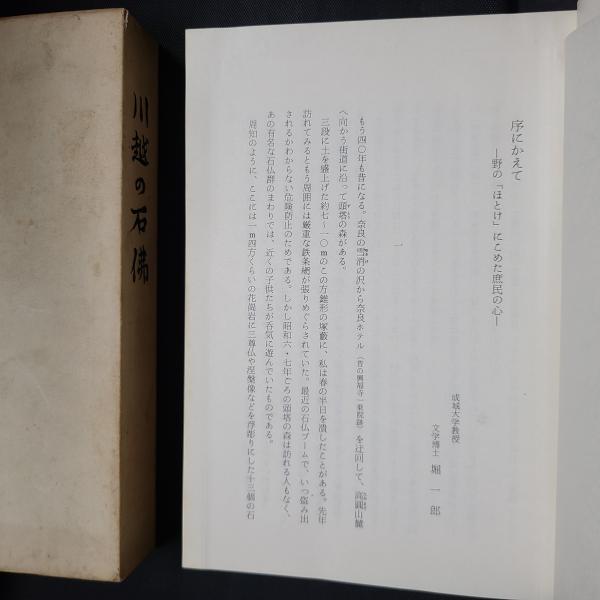 川越の石佛
序にかえて
―野の「ほとけ」にこめた庶民の心―
成城大学教授
文学博士 堀一郎
一
もう四〇年も昔になる。奈良の雪消の沢から奈良ホテル（昔の興福寺一乗院跡）を迂回して、高圓山麓
へ向かう街道に沿って頭塔の森がある。
三段に土を盛上げた約七～一〇mのこの方錐形の塚巌に、私は春の半日を潰したことがある。先年
訪れてみるともう周囲には厳重な鉄条網が張りめぐらされていた。最近の石仏ブームで、いつ盗み出
されるかわからない危険防止のためである。しかし昭和六・七年ごろの頭塔の森は訪れる人もなく、
あの有名な石仏群のまわりでは、近くの子供たちが呑気に遊んでいたものである。
周知のように、ここには一m四方くらいの花崗岩に三尊仏や涅槃像などを浮彫りにした十三個の石